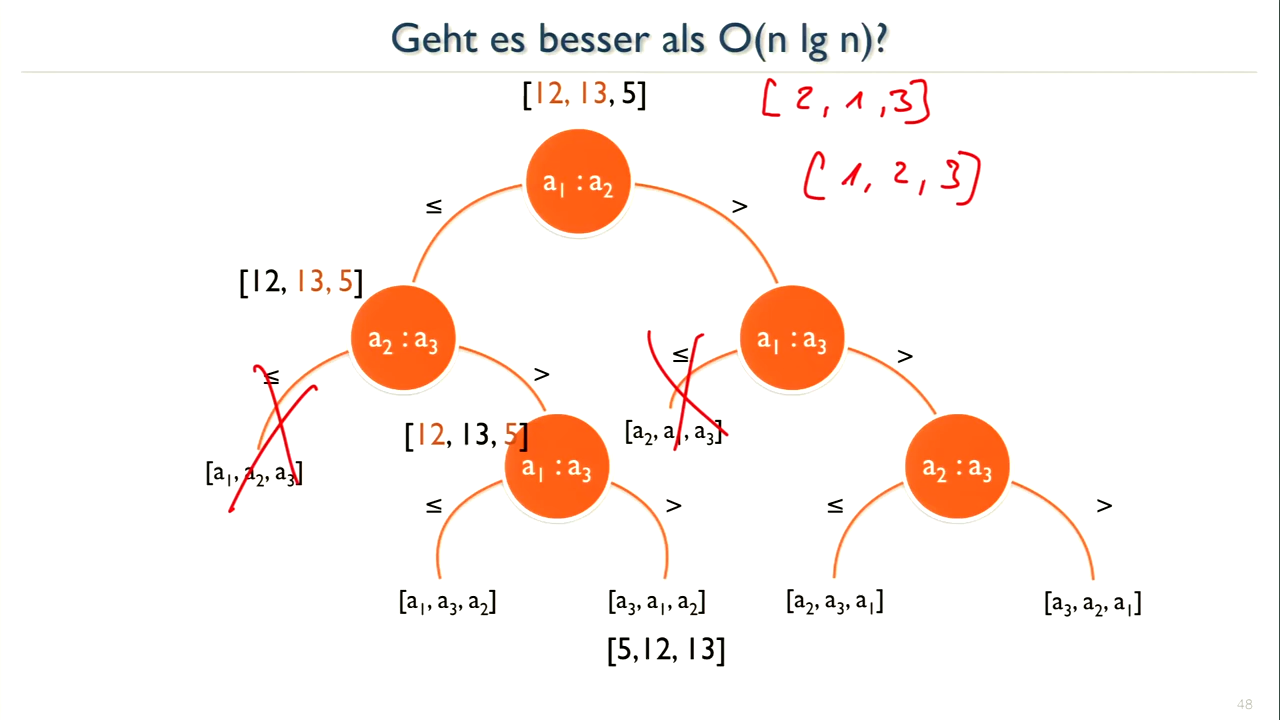 Geht es besser als O(n lg n)?
[12, 13, 5]
[2, 1, 3]
[1, 2, 3]
a₁ : a₂
≤
>
[12, 13, 5]
a₂ : a₃
a₁ : a₃
≤
>
≤
>
[a₁, a₂, a₃]
[12, 13, 5]
a₁ : a₃
[a₂, a₁, a₃]
a₂ : a₃
≤
>
≤
>
[a₁, a₃, a₂]
[a₃, a₁, a₂]
[a₂, a₃, a₁]
[a₃, a₂, a₁]
[5,12, 13]
48